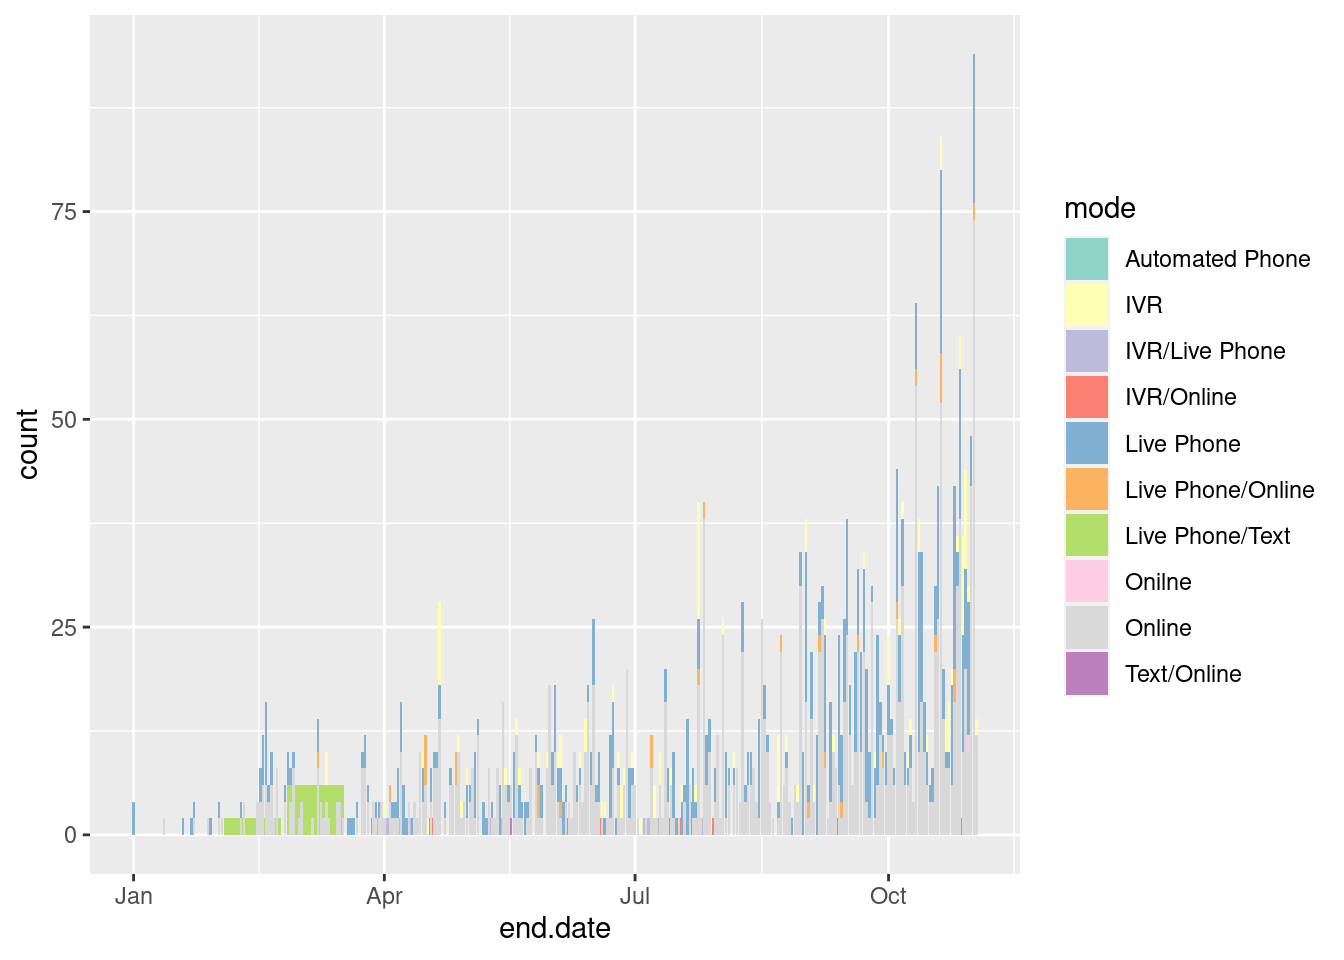 75
50
25
0
count
Jan
Apr
Jul
Oct
end.date
mode
Automated Phone
IVR
IVR/Live Phone
IVR/Online
Live Phone
Live Phone/Online
Live Phone/Text
Onilne
Online
Text/Online